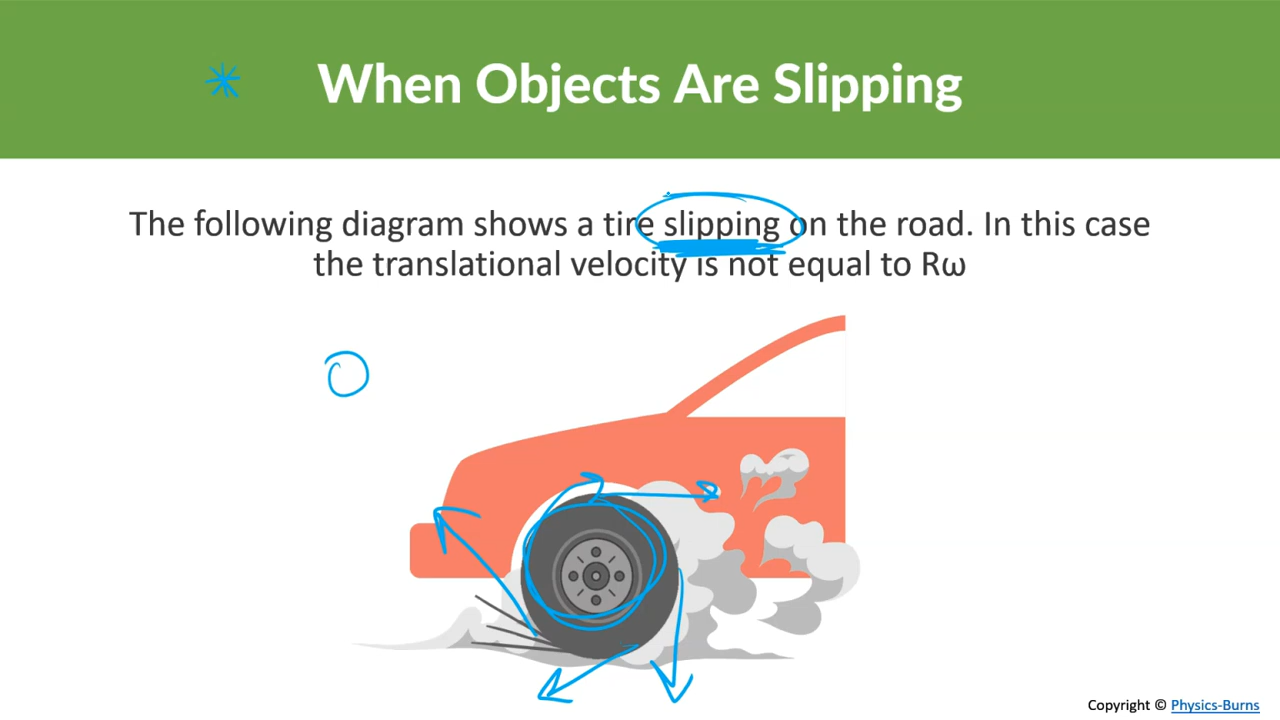 When Objects Are Slipping
The following diagram shows a tire slipping on the road. In this case
the translational velocity is not equal to Rω
Copyright © Physics-Burns